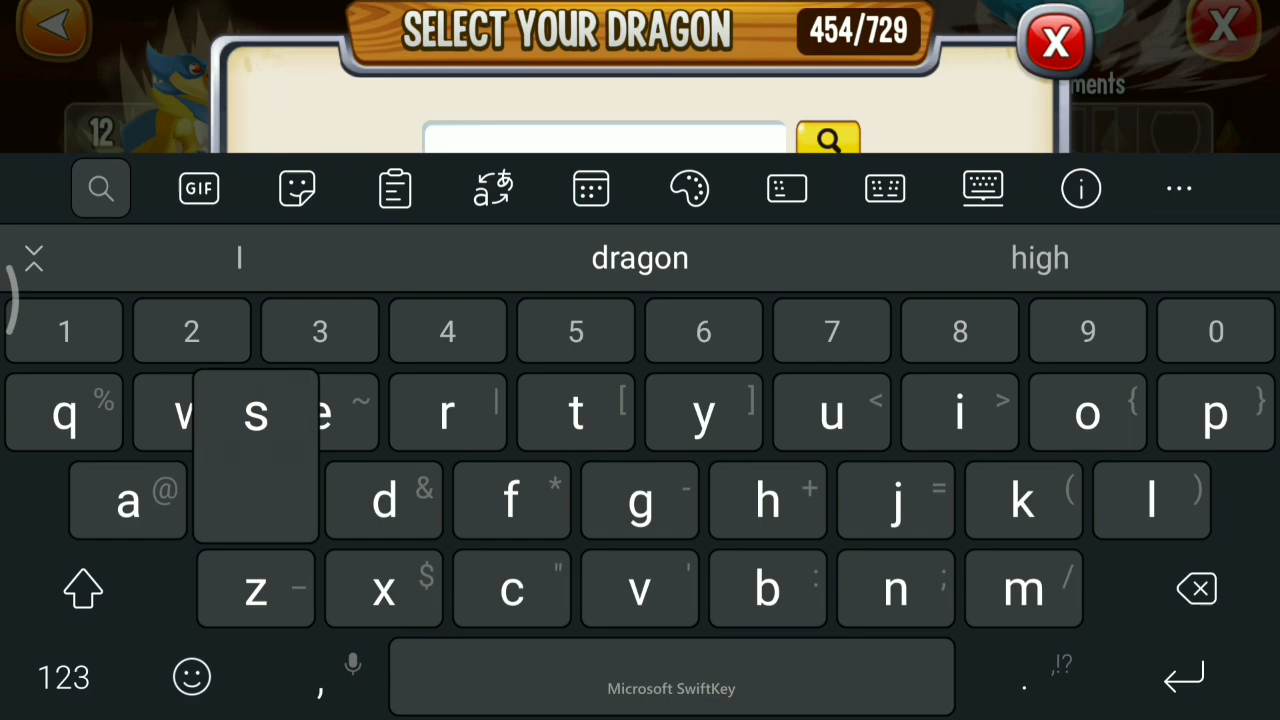 SELECT YOUR DRAGON 454/729 X X
ments
12
GIF a あ i ...
I dragon high
1 2 3 4 5 6 7 8 9 0
q % w s e ~ r | t [ y ] u < i > o { p }
a @ d & f * g - h + j = k ( l )
z – x $ c " v ' b : n ; m /
123 , Microsoft SwiftKey . ,!?